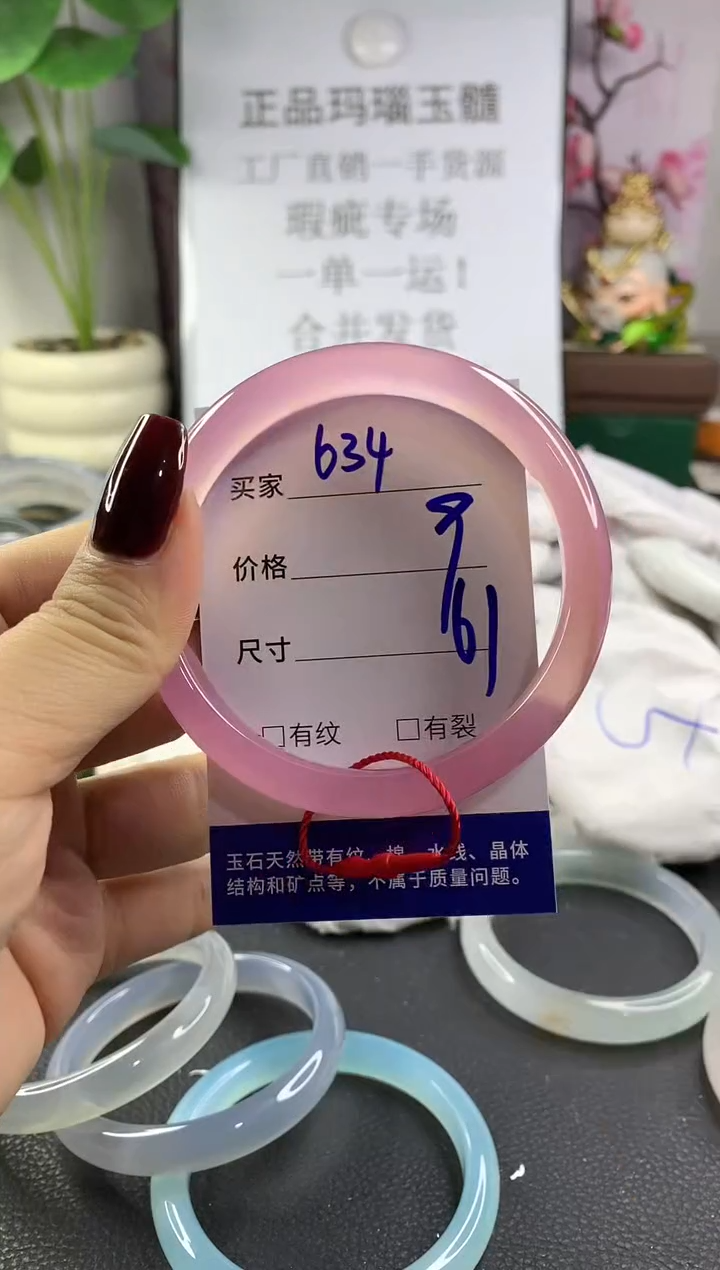 正品玛瑙玉髓
工厂直销一手货源
瑕疵专场
一单一运!
合并发货
买家 634
价格
尺寸 61
□有纹 □有裂
玉石天然带有纹、棉、水线、晶体
结构和矿点等，不属于质量问题。
5